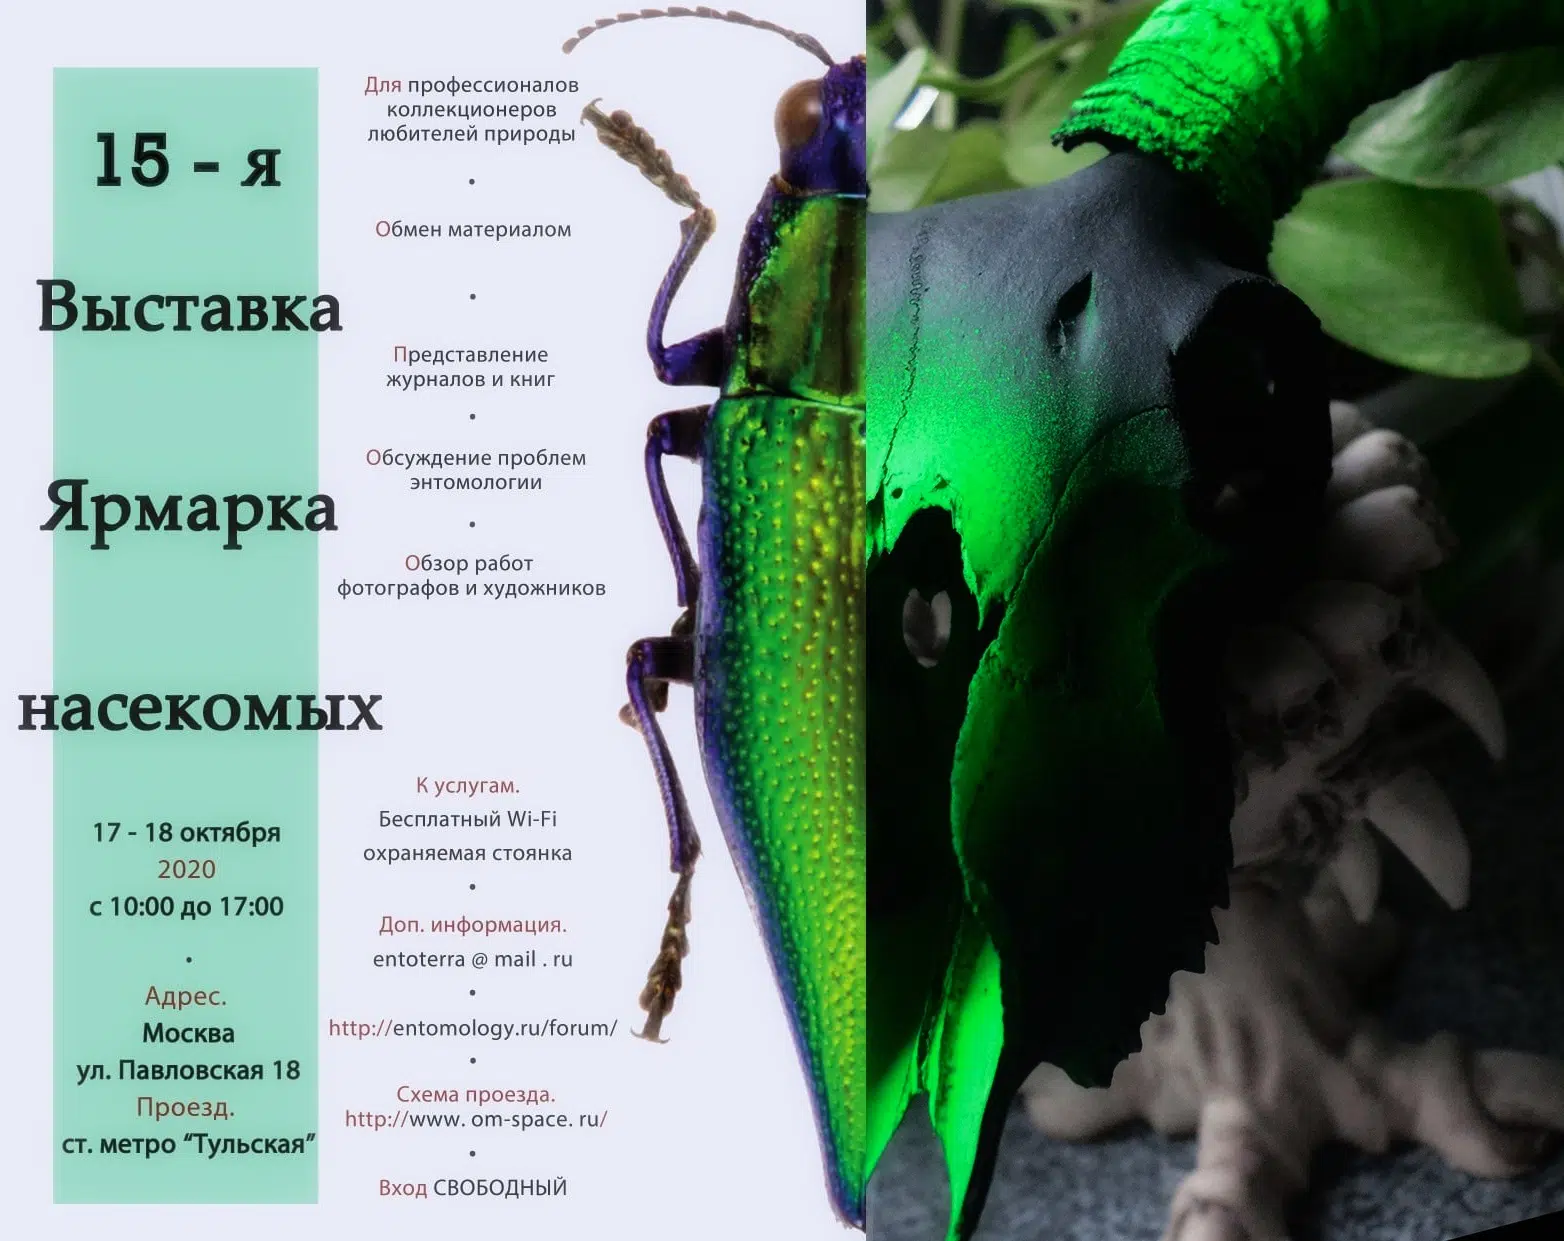 15 - я
Выставка
Ярмарка
насекомых
17 - 18 октября
2020
с 10:00 до 17:00
•
Адрес.
Москва
ул. Павловская 18
Проезд.
ст. метро “Тульская”
Для профессионалов
коллекционеров
любителей природы
•
Обмен материалом
•
Представление
журналов и книг
•
Обсуждение проблем
энтомологии
•
Обзор работ
фотографов и художников
К услугам.
Бесплатный Wi-Fi
охраняемая стоянка
•
Доп. информация.
entoterra @ mail . ru
•
http://entomology.ru/forum/
•
Схема проезда.
http://www. om-space. ru/
•
Вход СВОБОДНЫЙ